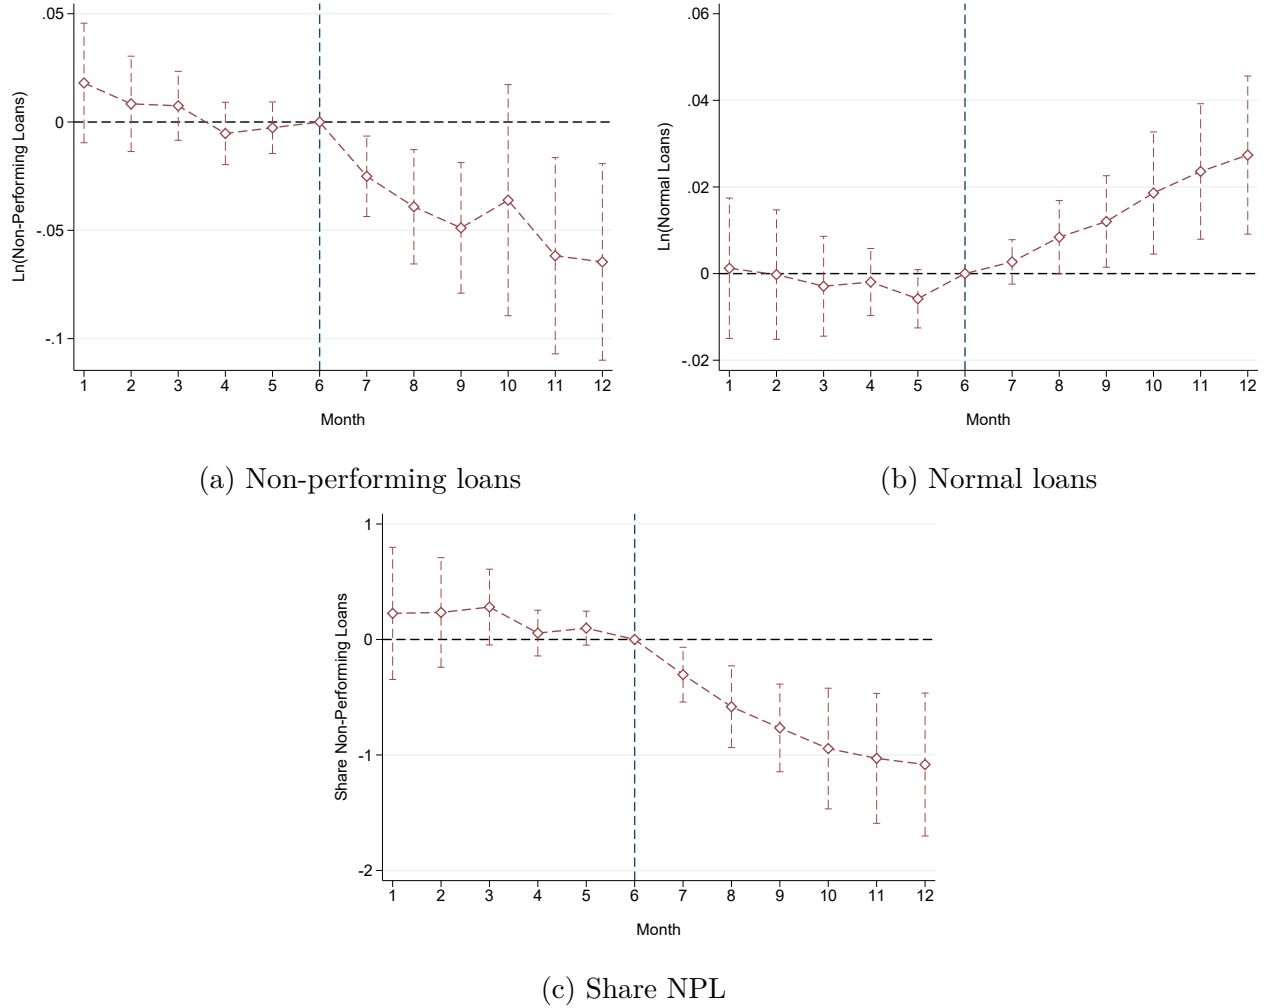 .05
0
-.05
-.1
Ln(Non-Performing Loans)
1 2 3 4 5 6 7 8 9 10 11 12
Month
(a) Non-performing loans
.06
.04
.02
0
-.02
Ln(Normal Loans)
1 2 3 4 5 6 7 8 9 10 11 12
Month
(b) Normal loans
1
0
-1
-2
Share Non-Performing Loans
1 2 3 4 5 6 7 8 9 10 11 12
Month
(c) Share NPL